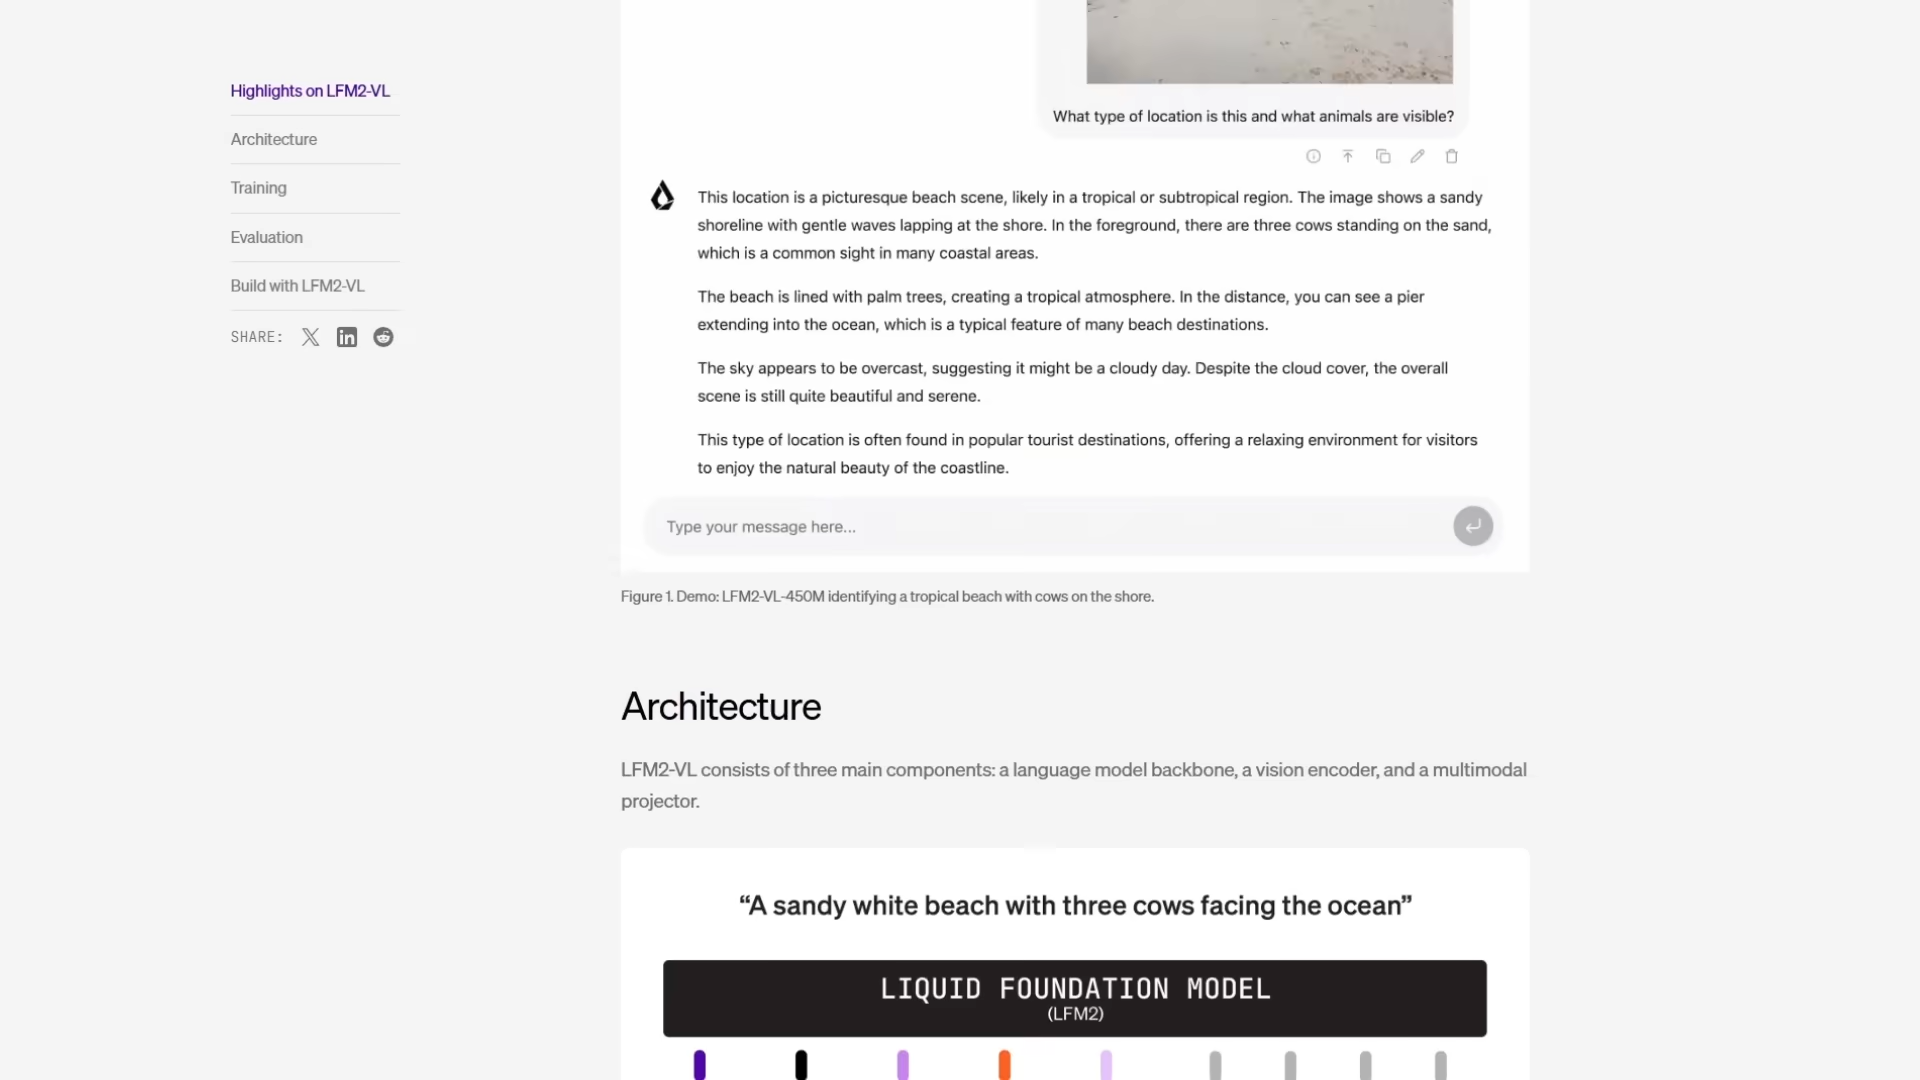 Highlights on LFM2-VL
Architecture
Training
Evaluation
Build with LFM2-VL
SHARE:
What type of location is this and what animals are visible?
This location is a picturesque beach scene, likely in a tropical or subtropical region. The image shows a sandy
shoreline with gentle waves lapping at the shore. In the foreground, there are three cows standing on the sand,
which is a common sight in many coastal areas.
The beach is lined with palm trees, creating a tropical atmosphere. In the distance, you can see a pier
extending into the ocean, which is a typical feature of many beach destinations.
The sky appears to be overcast, suggesting it might be a cloudy day. Despite the cloud cover, the overall
scene is still quite beautiful and serene.
This type of location is often found in popular tourist destinations, offering a relaxing environment for visitors
to enjoy the natural beauty of the coastline.
Type your message here...
Figure 1. Demo: LFM2-VL-450M identifying a tropical beach with cows on the shore.
Architecture
LFM2-VL consists of three main components: a language model backbone, a vision encoder, and a multimodal
projector.
“A sandy white beach with three cows facing the ocean”
LIQUID FOUNDATION MODEL
(LFM2)